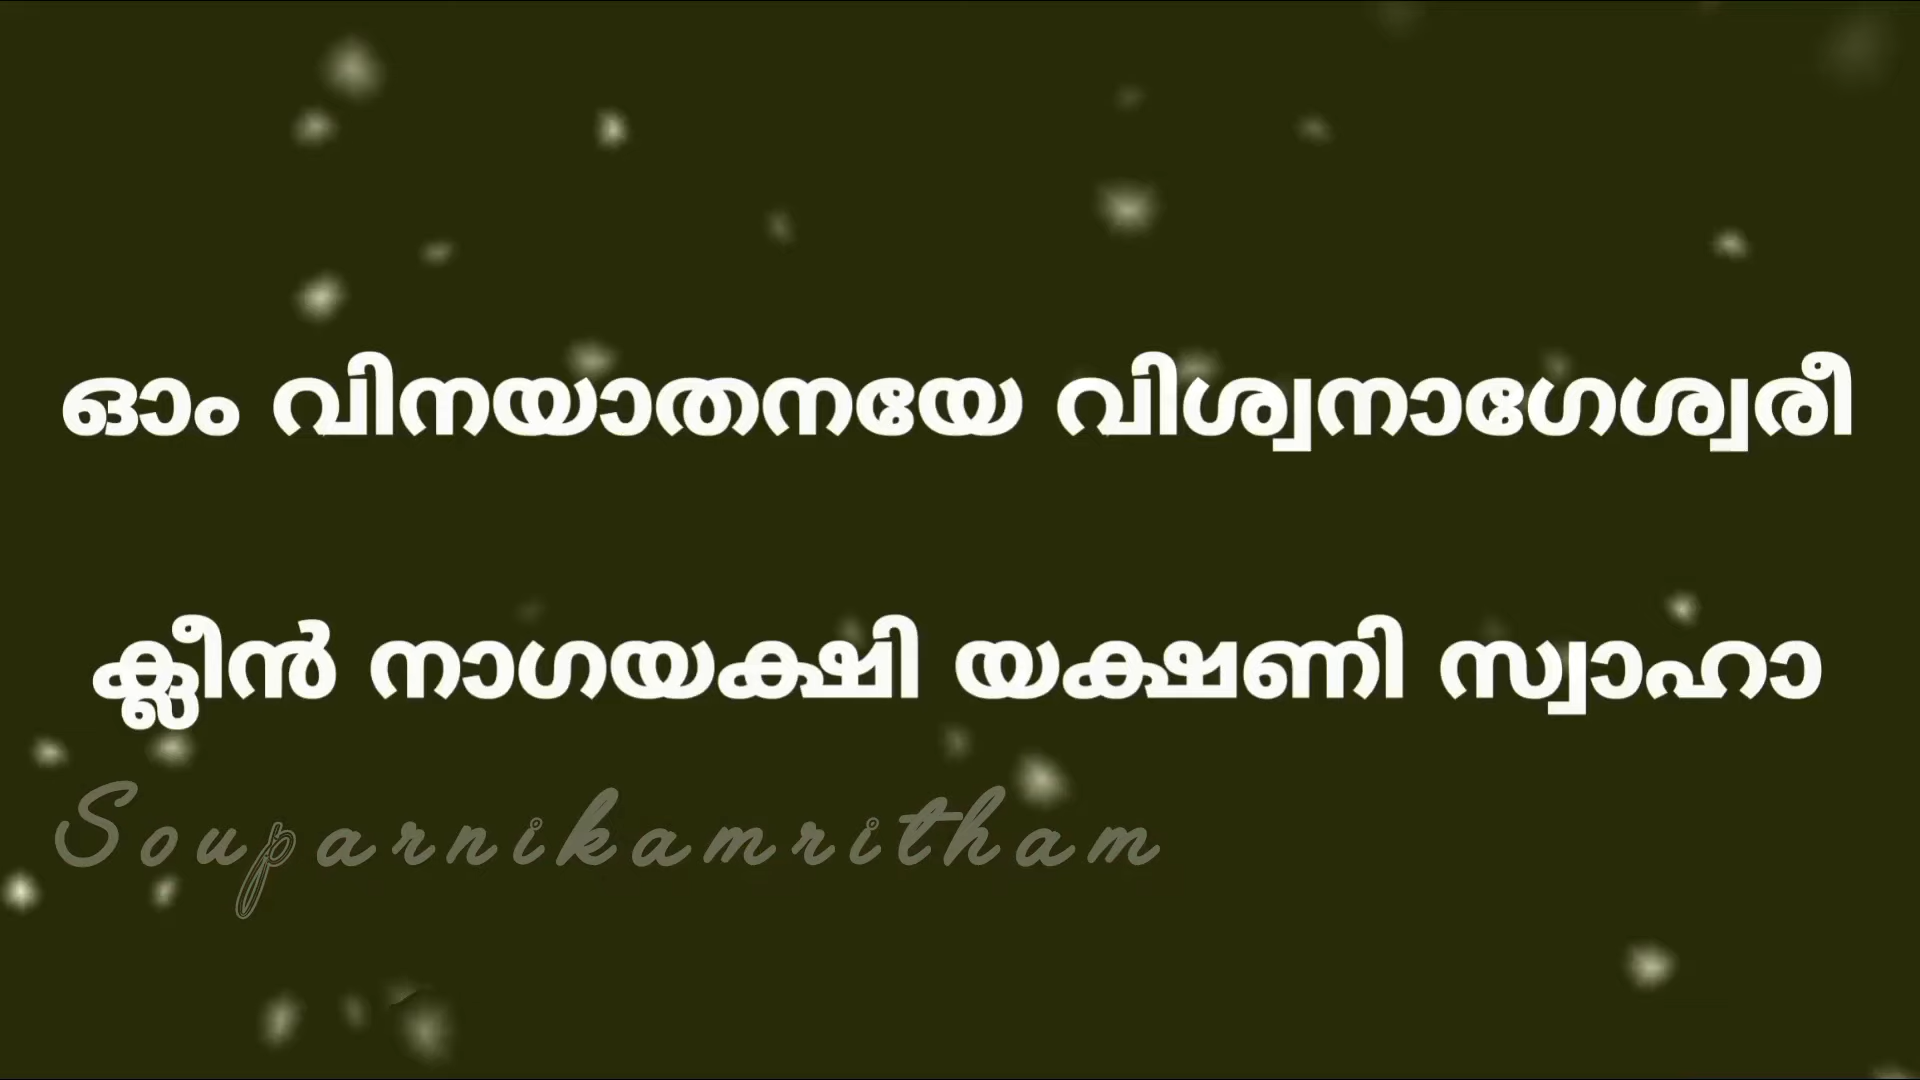 ഓം വിനയാതനയേ വിശ്വനാഗേശ്വരീ
ക്ലീൻ നാഗയക്ഷി യക്ഷണി സ്വാഹാ
Souparnikamritham